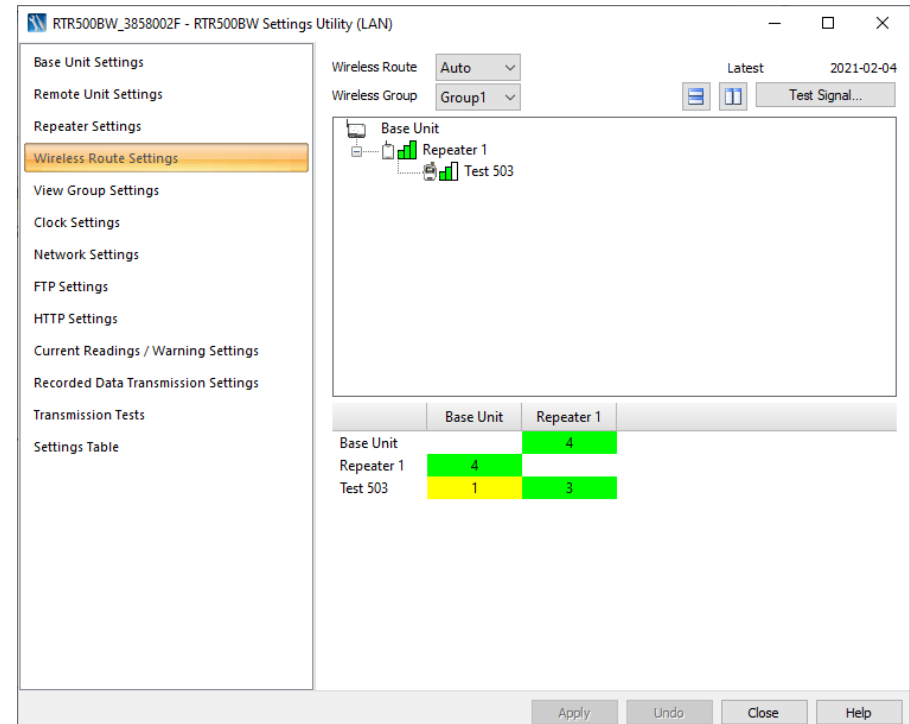 RTR500BW_3858002F - RTR500BW Settings Utility (LAN)
Base Unit Settings
Remote Unit Settings
Repeater Settings
Wireless Route Settings
View Group Settings
Clock Settings
Network Settings
FTP Settings
HTTP Settings
Current Readings / Warning Settings
Recorded Data Transmission Settings
Transmission Tests
Settings Table
Wireless Route Auto Latest 2021-02-04
Wireless Group Group1 Test Signal...
Base Unit
Repeater 1
Test 503
Base Unit Repeater 1
Base Unit 4
Repeater 1 4
Test 503 1 3
Apply Undo Close Help